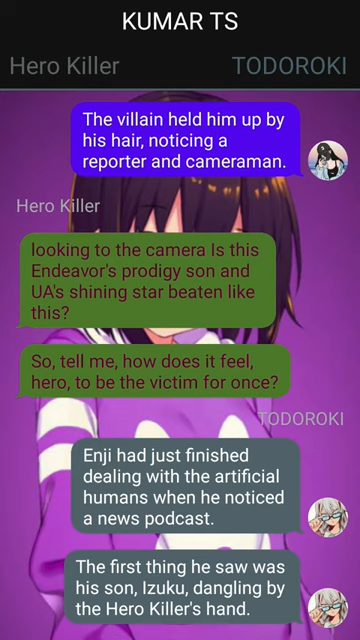 KUMAR TS
Hero Killer
TODOROKI
The villain held him up by
his hair, noticing a
reporter and cameraman.
Hero Killer
looking to the camera Is this
Endeavor's prodigy son and
UA's shining star beaten like
this?
So, tell me, how does it feel,
hero, to be the victim for once?
TODOROKI
Enji had just finished
dealing with the artificial
humans when he noticed
a news podcast.
The first thing he saw was
his son, Izuku, dangling by
the Hero Killer's hand.